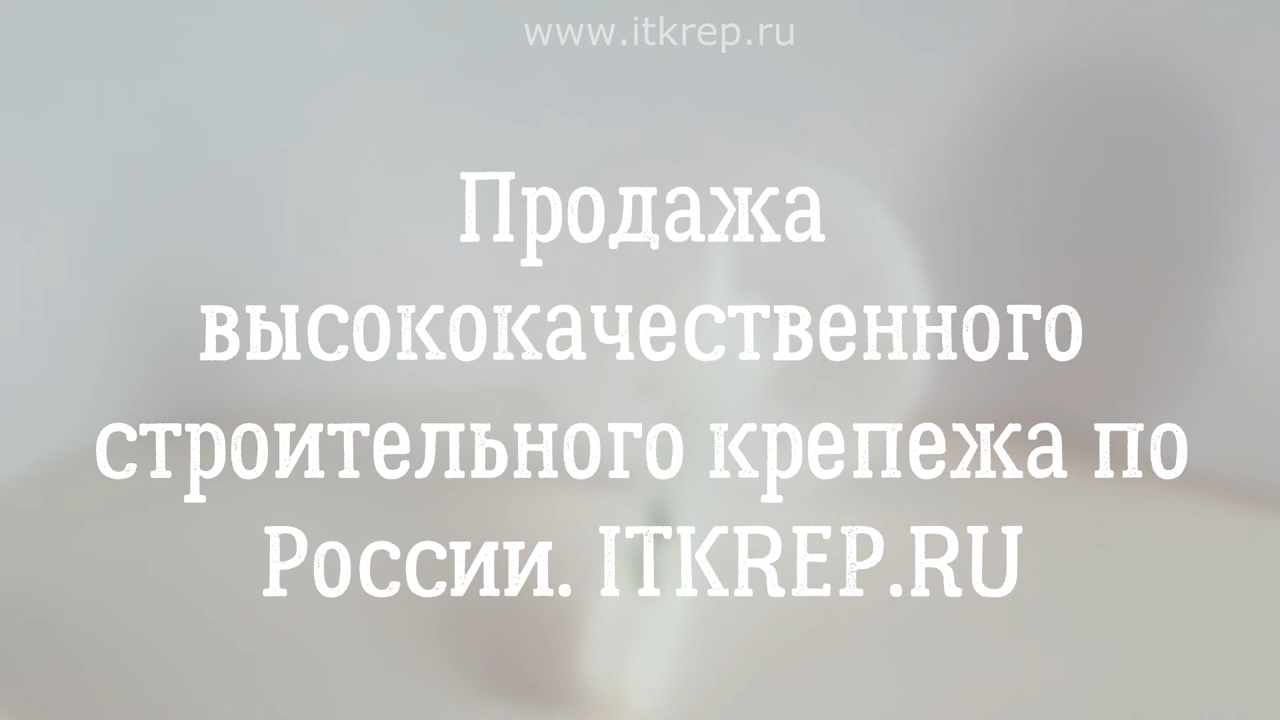 www.itkrep.ru
Продажа
высококачественного
строительного крепежа по
России. ITKREP.RU